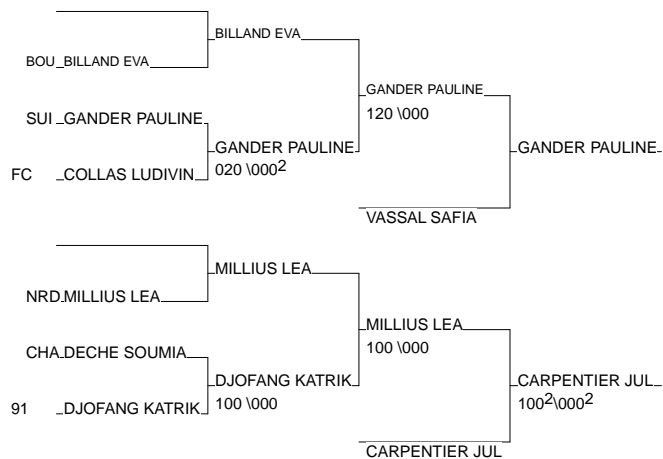 BILLAND EVA
BOU BILLAND EVA
GANDER PAULINE
120 \000
SUI GANDER PAULINE
GANDER PAULINE
020 \000²
GANDER PAULINE
FC COLLAS LUDIVIN
VASSAL SAFIA
MILLIUS LEA
NRD MILLIUS LEA
MILLIUS LEA
100 \000
CHA DECHE SOUMIA
DJOFANG KATRIK
100 \000
CARPENTIER JUL
100²\000²
91 DJOFANG KATRIK
CARPENTIER JUL